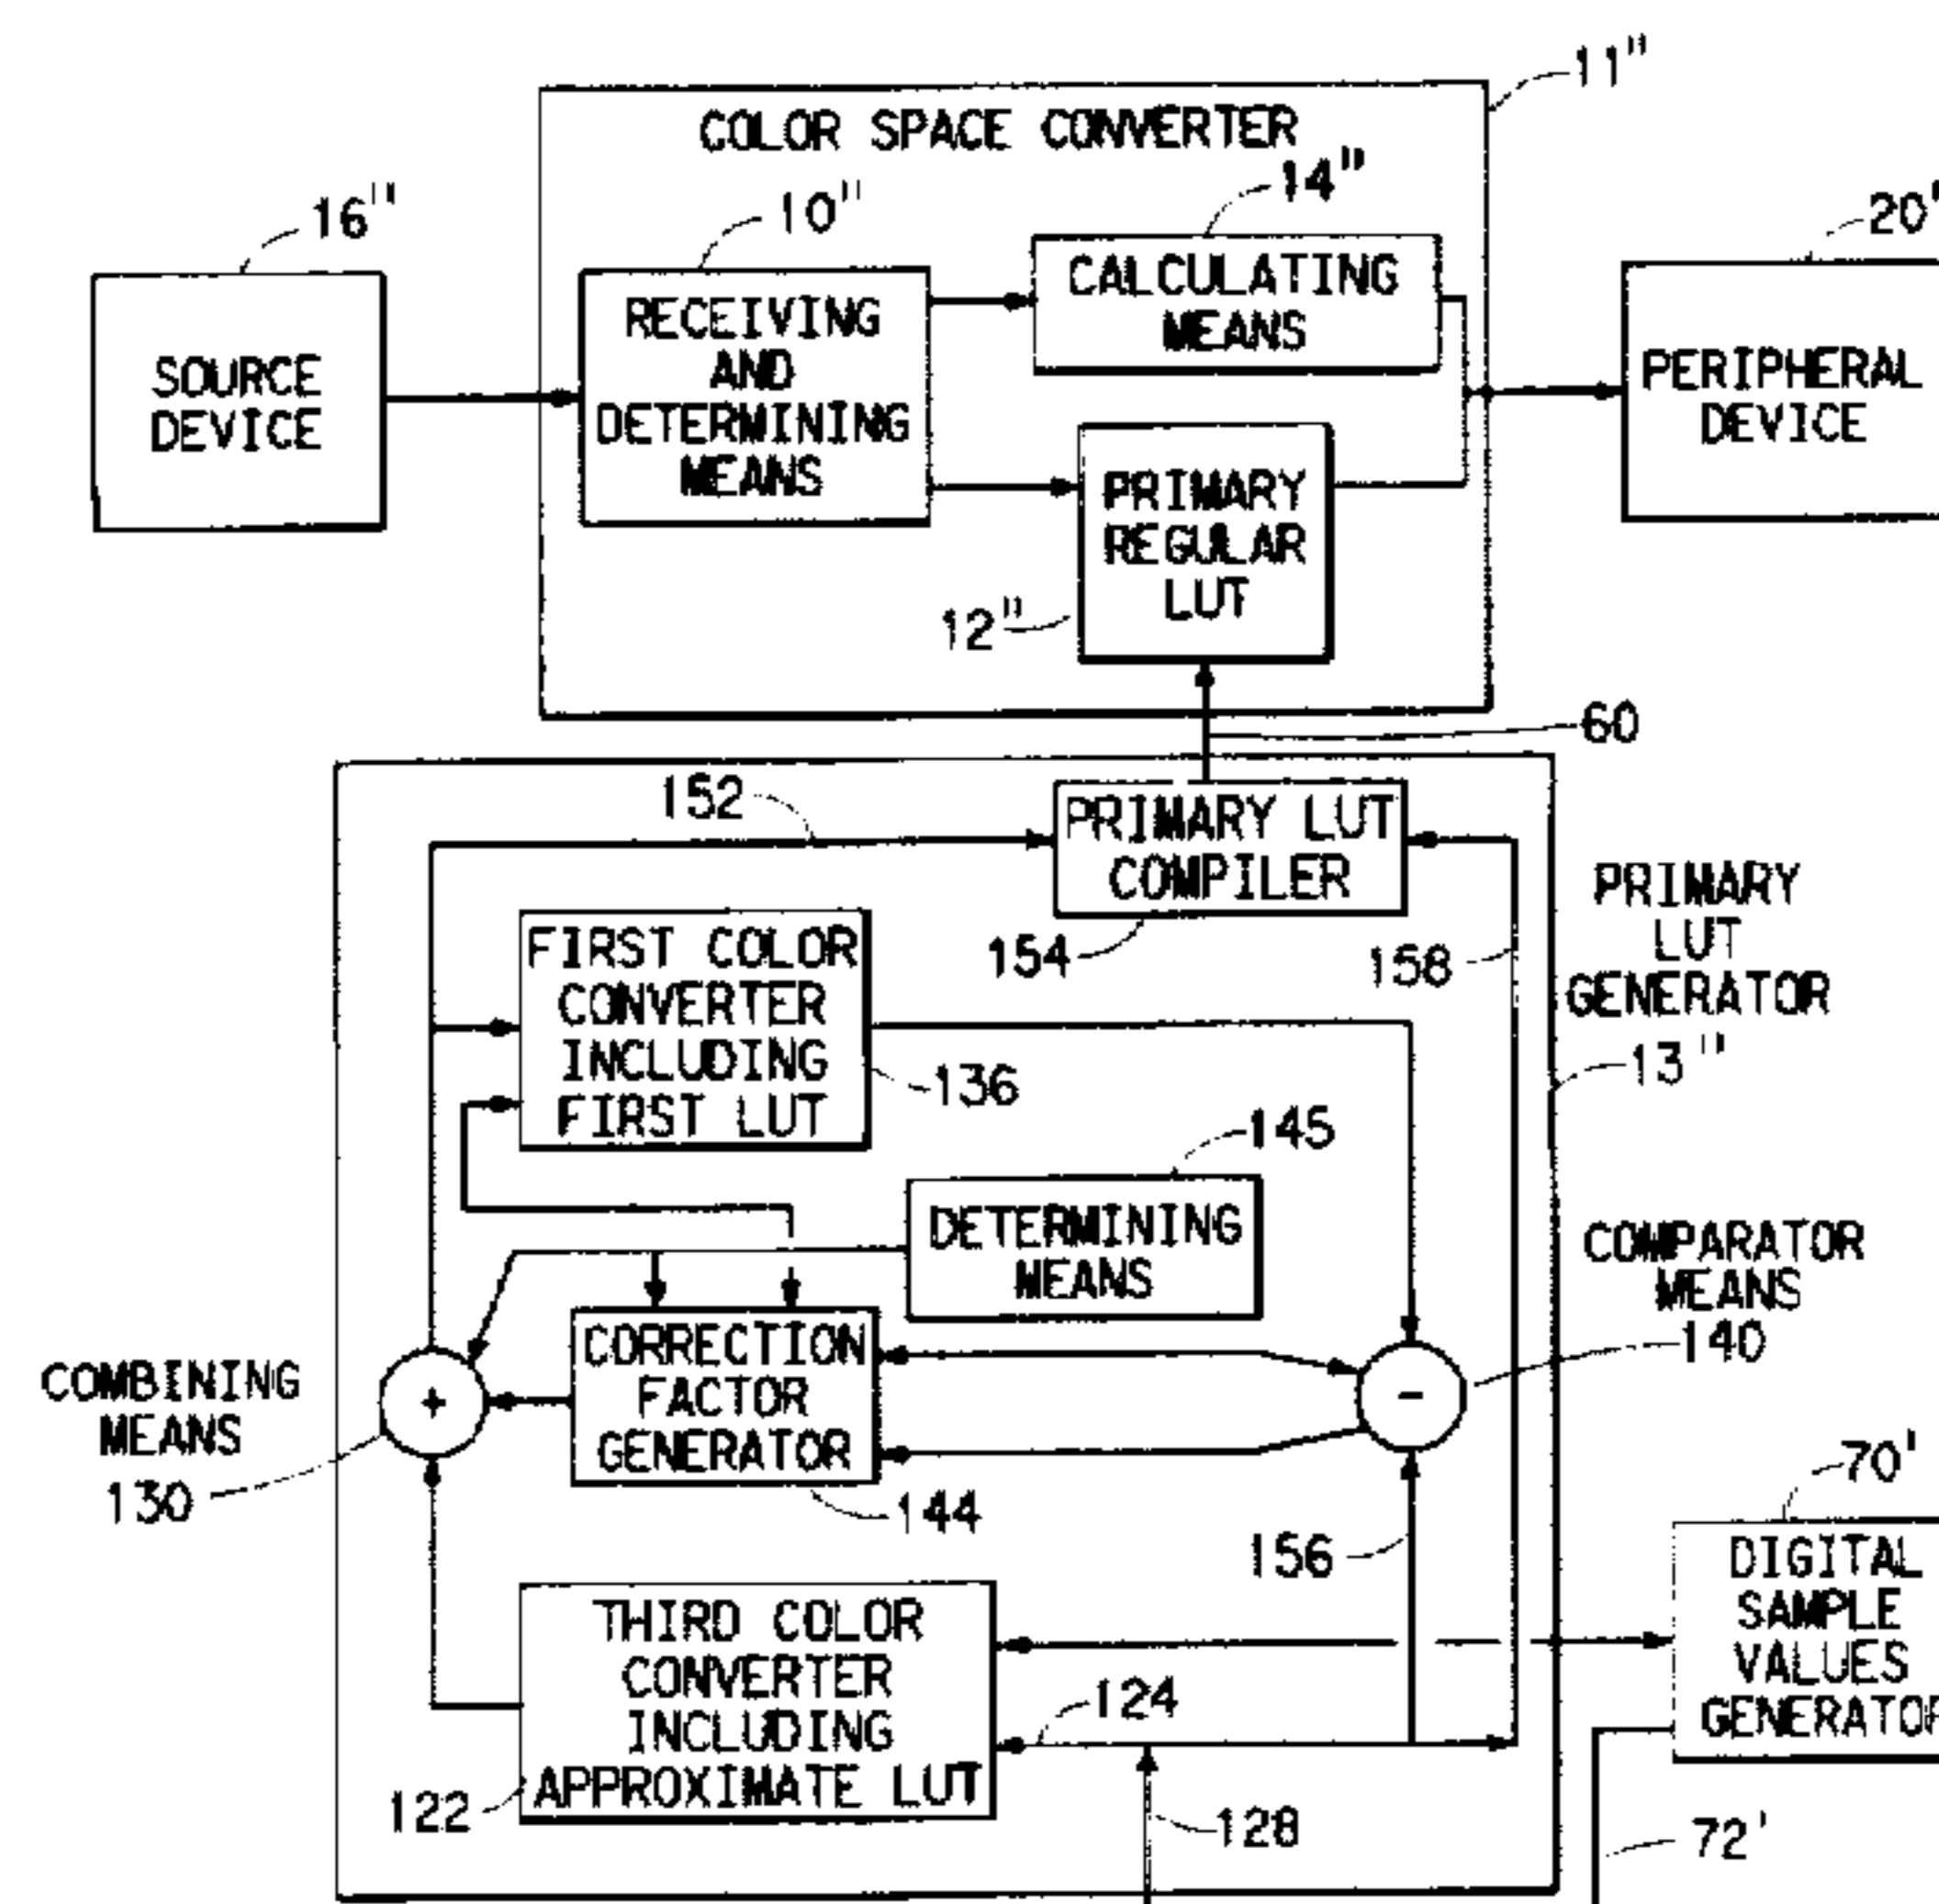 11"
COLOR SPACE CONVERTER
16"
10"
14"
20"
SOURCE
DEVICE
RECEIVING
AND
DETERMINING
MEANS
CALCULATING
MEANS
PERIPHERAL
DEVICE
PRIMARY
REGULAR
LUT
12"
60
152
PRIMARY LUT
COMPILER
154
158
PRIMARY
LUT
GENERATOR
13"
FIRST COLOR
CONVERTER
INCLUDING
FIRST LUT
136
145
DETERMINING
MEANS
COMPARATOR
MEANS
140
COMBINING
MEANS
130
+
CORRECTION
FACTOR
GENERATOR
144
-
156
70'
DIGITAL
SAMPLE
VALUES
GENERATOR
THIRD COLOR
CONVERTER
INCLUDING
APPROXIMATE LUT
122
124
128
72'